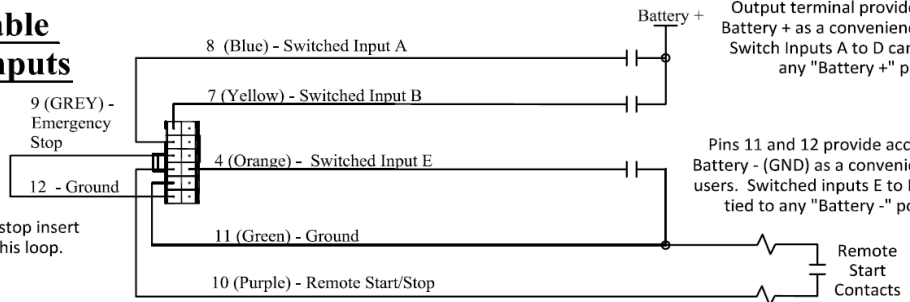 able
nputs
Battery +
Output terminal provide
Battery + as a convenienc
Switch Inputs A to D can
any "Battery +" p
8 (Blue) - Switched Input A
7 (Yellow) - Switched Input B
9 (GREY) -
Emergency
Stop
4 (Orange) - Switched Input E
12 - Ground
Pins 11 and 12 provide acc
Battery - (GND) as a convenie
users. Switched inputs E to
tied to any "Battery -" po
stop insert
his loop.
11 (Green) - Ground
10 (Purple) - Remote Start/Stop
Remote
Start
Contacts